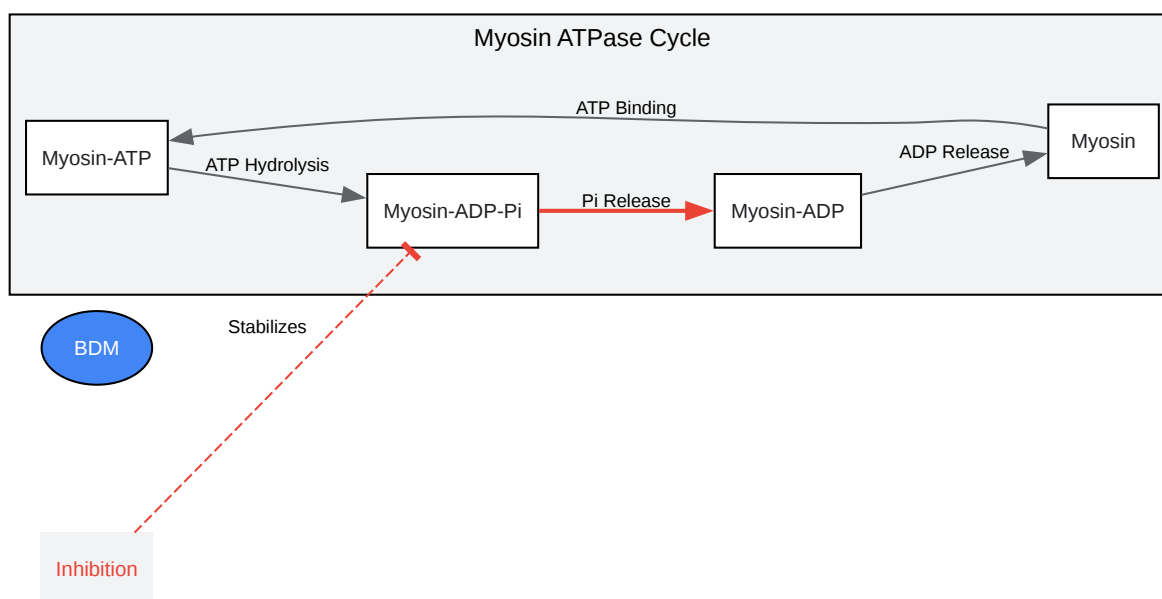 Myosin ATPase Cycle
ATP Binding
Myosin-ATP
ATP Hydrolysis
Myosin-ADP-Pi
Pi Release
Myosin-ADP
ADP Release
Myosin
Stabilizes
BDM
Inhibition